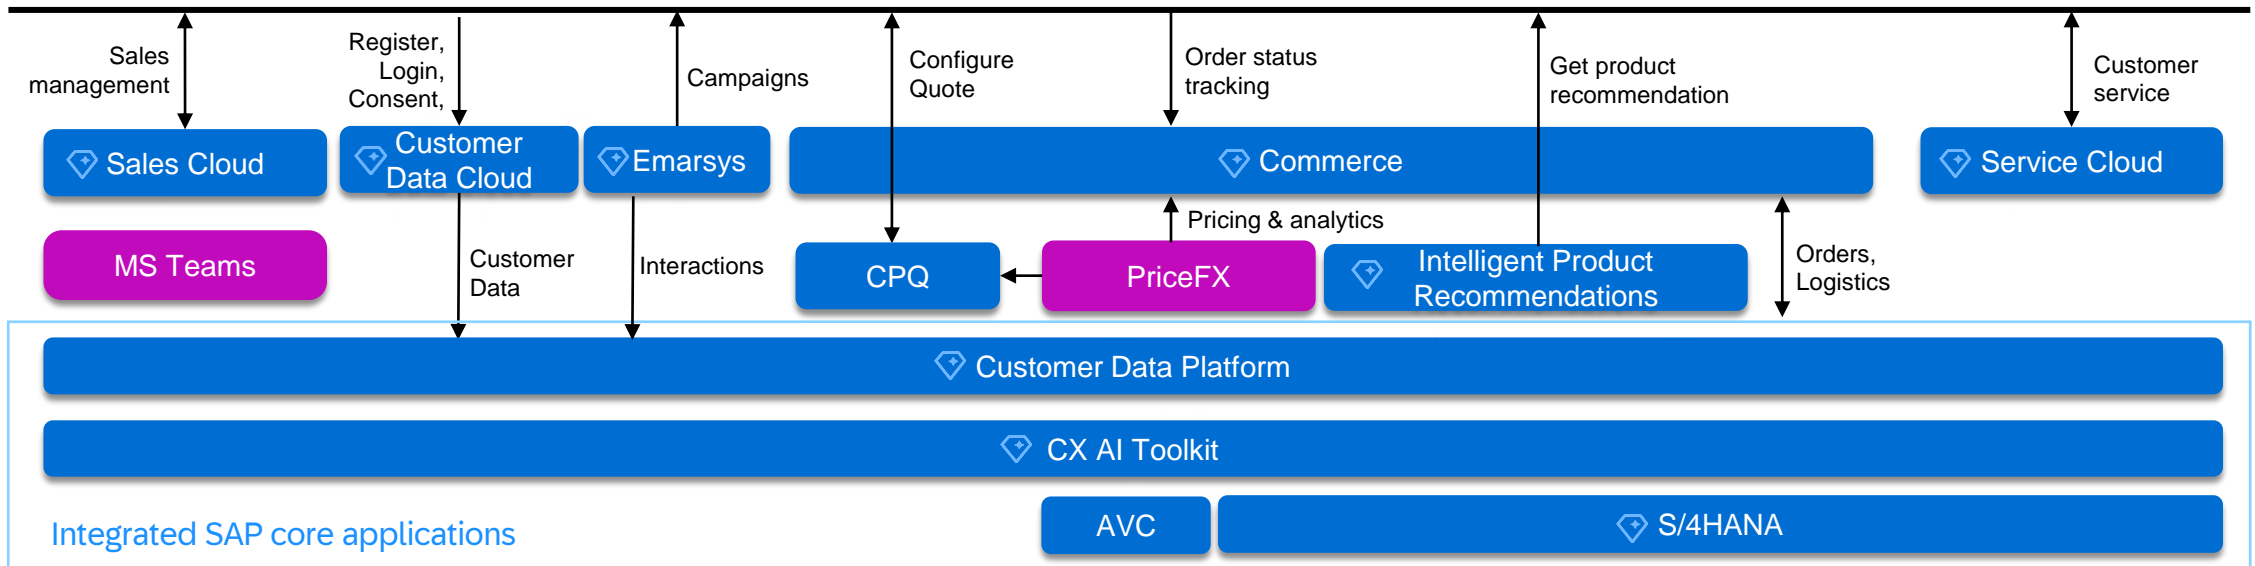 Sales
management
Register,
Login,
Consent,
Campaigns
Configure
Quote
Order status
tracking
Get product
recommendation
Customer
service
Sales Cloud
Customer
Data Cloud
Emarsys
Commerce
Service Cloud
Pricing & analytics
MS Teams
Customer
Data
Interactions
CPQ
PriceFX
Intelligent Product
Recommendations
Orders,
Logistics
Customer Data Platform
CX AI Toolkit
Integrated SAP core applications
AVC
S/4HANA